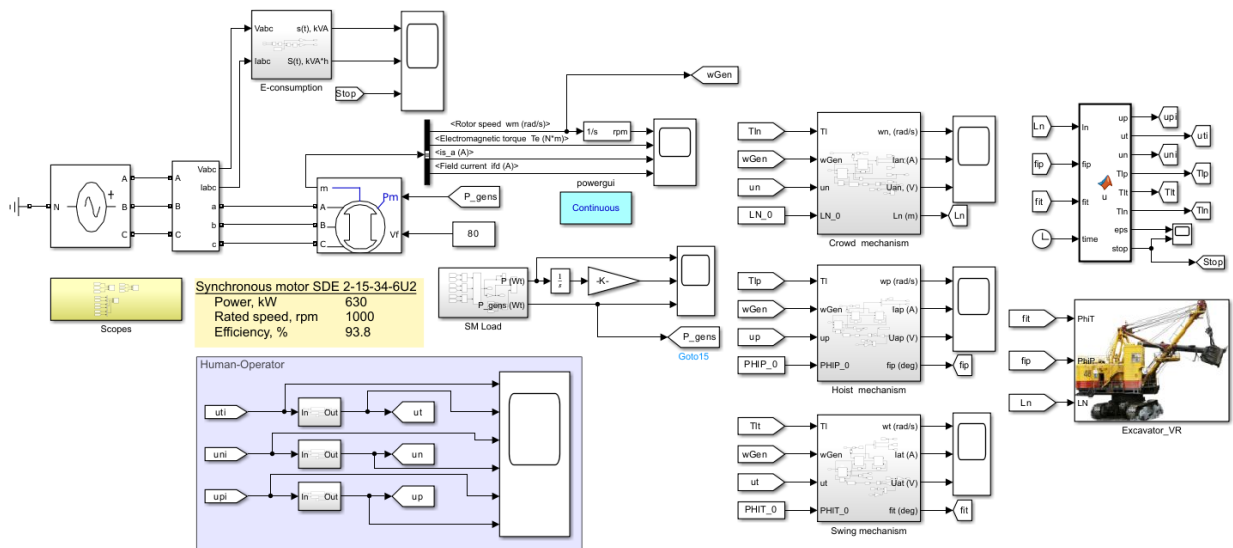 Vabc
s(t), kVA
Iabc
S(t), kVA*h
E-consumption
Stop
wGen
<Rotor speed wm (rad/s)>
<Electromagnetic torque Te (N*m)>
<is_a (A)>
<Field current ifd (A)>
1/s
rpm
powergui
Continuous
N
A
B
C
A
B
C
Vabc
Iabc
a
b
c
m
A
B
C
Pm
Vf
P_gens
80
Scopes
Synchronous motor SDE 2-15-34-6U2
Power, kW 630
Rated speed, rpm 1000
Efficiency, % 93.8
P (Wt)
P_gens (Wt)
SM Load
1
s
-K-
P_gens
Goto15
Human-Operator
uti
In
Out
ut
uni
In
Out
un
upi
In
Out
up
Tln
wGen
un
LN_0
Tl
wGen
un
LN_0
wn, (rad/s)
Ian, (A)
Uan, (V)
Ln (m)
Ln
Crowd mechanism
Tlp
wGen
up
PHIP_0
Tl
wGen
up
PHIP_0
wp (rad/s)
Iap (A)
Uap (V)
fip (deg)
fip
Hoist mechanism
Tlt
wGen
ut
PHIT_0
Tl
wGen
ut
PHIT_0
wt (rad/s)
Iat (A)
Uat (V)
fit (deg)
fit
Swing mechanism
Ln
fip
fit
ln
fip
fit
time
u
up
ut
un
Tlp
Tlt
Tln
eps
stop
upi
uti
uni
Tlp
Tlt
Tln
Stop
fit
fip
Ln
PhiT
PhiP
LN
Excavator_VR